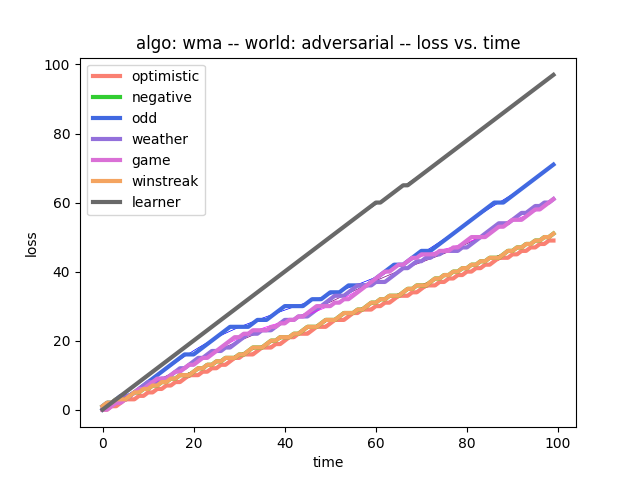 algo: wma -- world: adversarial -- loss vs. time
100
80
60
40
20
0
loss
optimistic
negative
odd
weather
game
winstreak
learner
0 20 40 60 80 100
time